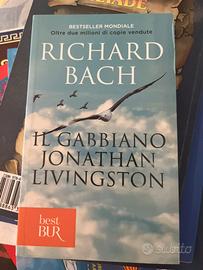 BESTSELLER MONDIALE
Oltre due milioni di copie vendute
RICHARD
BACH
IL GABBIANO
JONATHAN
LIVINGSTON
best
BUR
subito